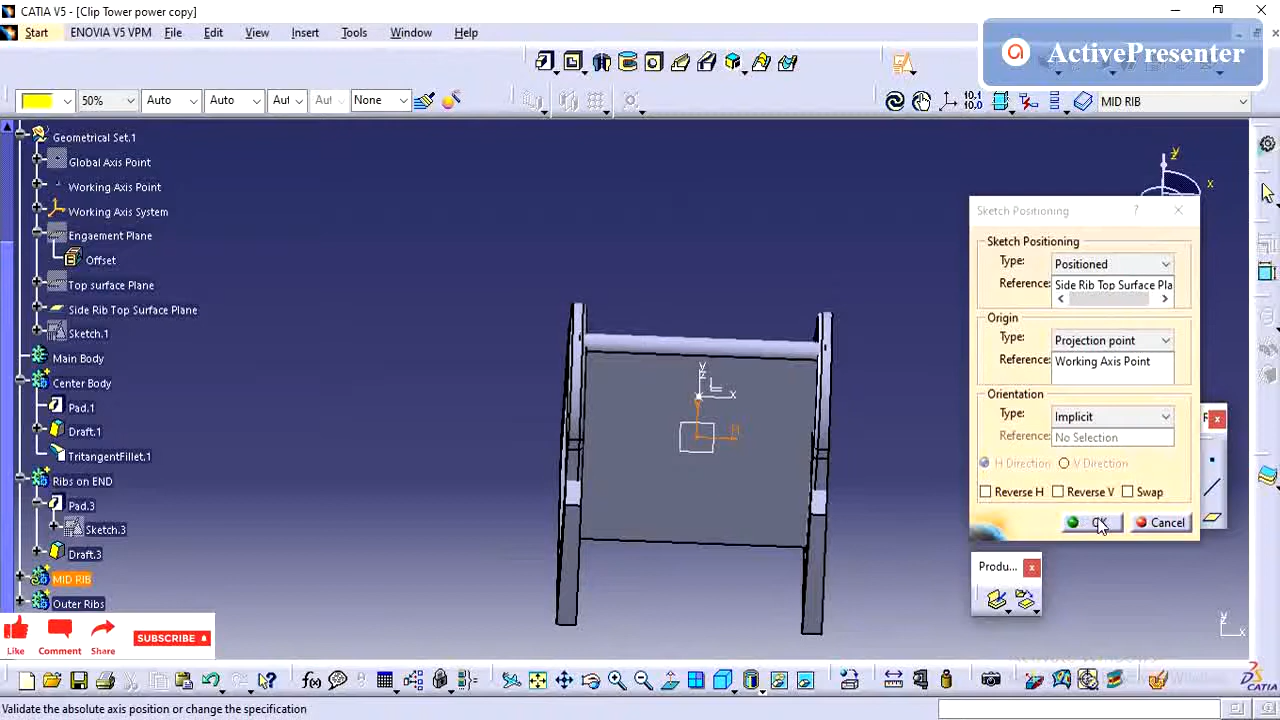 CATIA V5 - [Clip Tower power copy]
Start ENOVIA V5 VPM File Edit View Insert Tools Window Help
ActivePresenter
50% Auto Auto Aut Aut None
10.1
MID RIB
Geometrical Set.1
Global Axis Point
Working Axis Point
Working Axis System
Engaement Plane
Offset
Top surface Plane
Side Rib Top Surface Plane
Sketch.1
Main Body
Center Body
Pad.1
Draft.1
TritangentFillet.1
Ribs on END
Pad.3
Sketch.3
Draft.3
MID RIB
Outer Ribs
Like Comment Share
SUBSCRIBE
y
x
y
z
x
H
Sketch Positioning ?
Sketch Positioning
Type: Positioned
Reference: Side Rib Top Surface Pla
Origin
Type: Projection point
Reference: Working Axis Point
Orientation
Type: Implicit
Reference: No Selection
H Direction V Direction
Reverse H Reverse V Swap
OK Cancel
Produ...
f(x)
CATIA
Validate the absolute axis position or change the specification